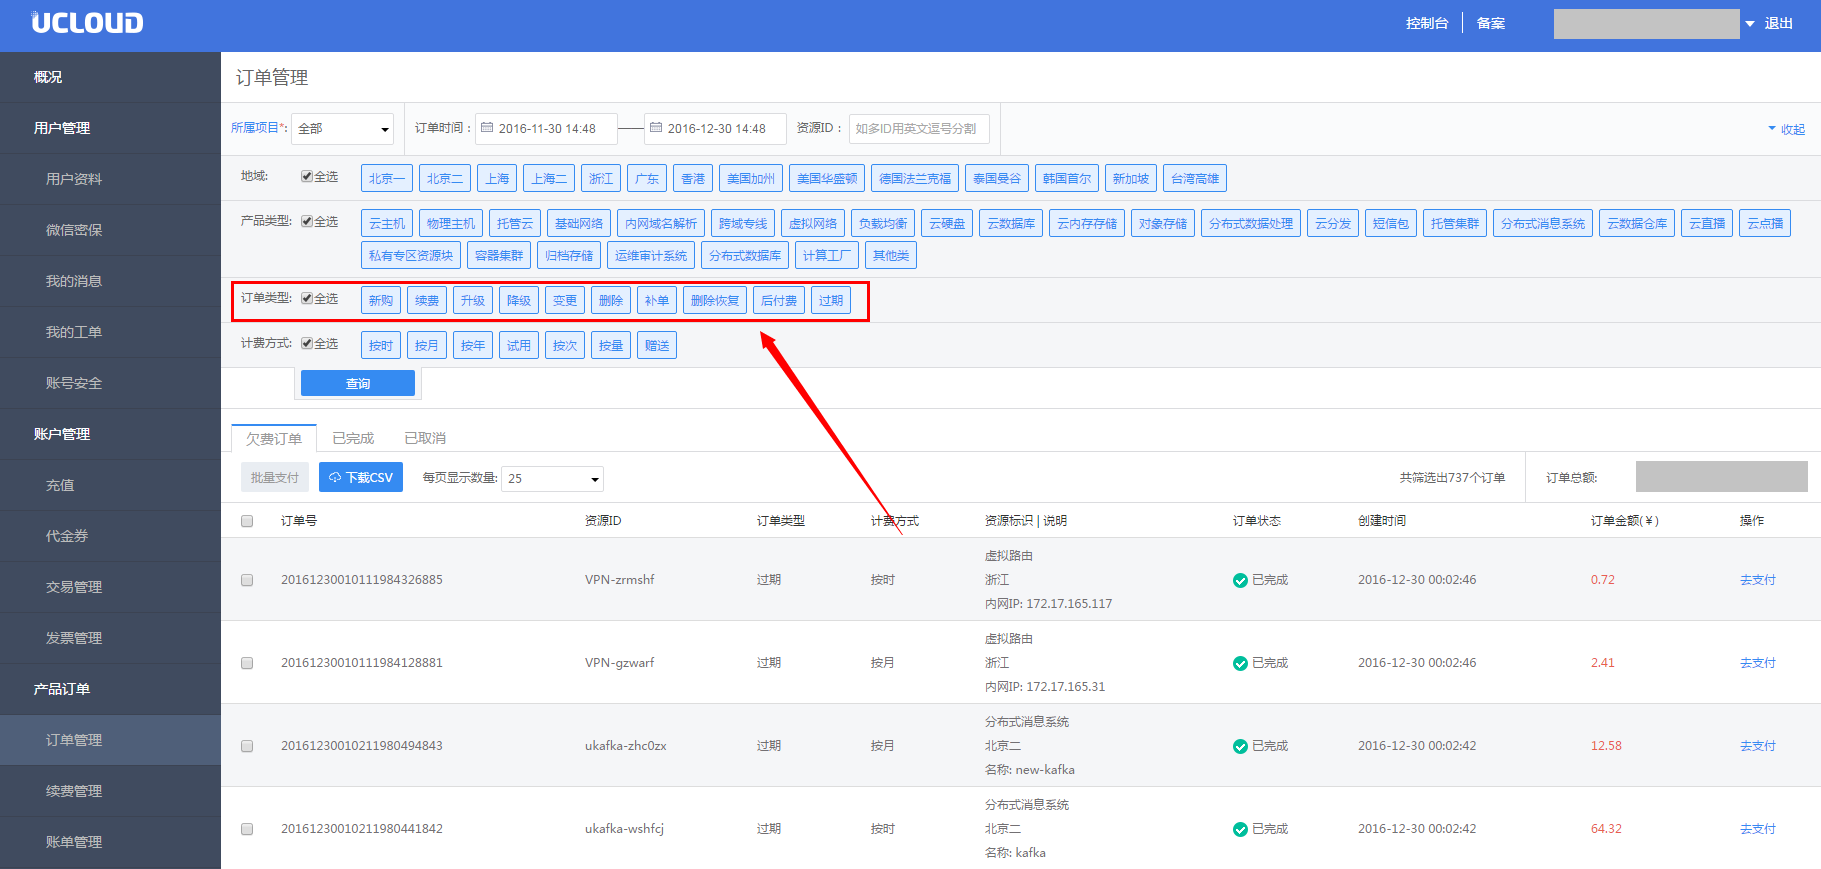 UCLOUD
控制台 备案 退出
概况
用户管理
用户资料
微信密保
我的消息
我的工单
账号安全
账户管理
充值
代金券
交易管理
发票管理
产品订单
订单管理
续费管理
账单管理
订单管理
所属项目*: 全部 订单时间： 2016-11-30 14:48 2016-12-30 14:48 资源ID： 如多ID用英文逗号分割 收起
地域: 全选 北京一 北京二 上海 上海二 浙江 广东 香港 美国加州 美国华盛顿 德国法兰克福 泰国曼谷 韩国首尔 新加坡 台湾高雄
产品类型: 全选 云主机 物理主机 托管云 基础网络 内网域名解析 跨域专线 虚拟网络 负载均衡 云硬盘 云数据库 云内存存储 对象存储 分布式数据处理 云分发 短信包 托管集群 分布式消息系统 云数据仓库 云直播 云点播
私有专区资源块 容器集群 归档存储 运维审计系统 分布式数据库 计算工厂 其他类
订单类型: 全选 新购 续费 升级 降级 变更 删除 补单 删除恢复 后付费 过期
计费方式: 全选 按时 按月 按年 试用 按次 按量 赠送
查询
欠费订单 已完成 已取消
批量支付 下载CSV 每页显示数量: 25 共筛选出737个订单 订单总额:
订单号 资源ID 订单类型 计费方式 资源标识 | 说明 订单状态 创建时间 订单金额(￥) 操作
虚拟路由
20161230010111984326885 VPN-zrmshf 过期 按时 浙江 已完成 2016-12-30 00:02:46 0.72 去支付
内网IP: 172.17.165.117
虚拟路由
20161230010111984128881 VPN-gzwarf 过期 按月 浙江 已完成 2016-12-30 00:02:46 2.41 去支付
内网IP: 172.17.165.31
分布式消息系统
20161230010211980494843 ukafka-zhc0zx 过期 按月 北京二 已完成 2016-12-30 00:02:42 12.58 去支付
名称: new-kafka
分布式消息系统
20161230010211980441842 ukafka-wshfcj 过期 按时 北京二 已完成 2016-12-30 00:02:42 64.32 去支付
名称: kafka